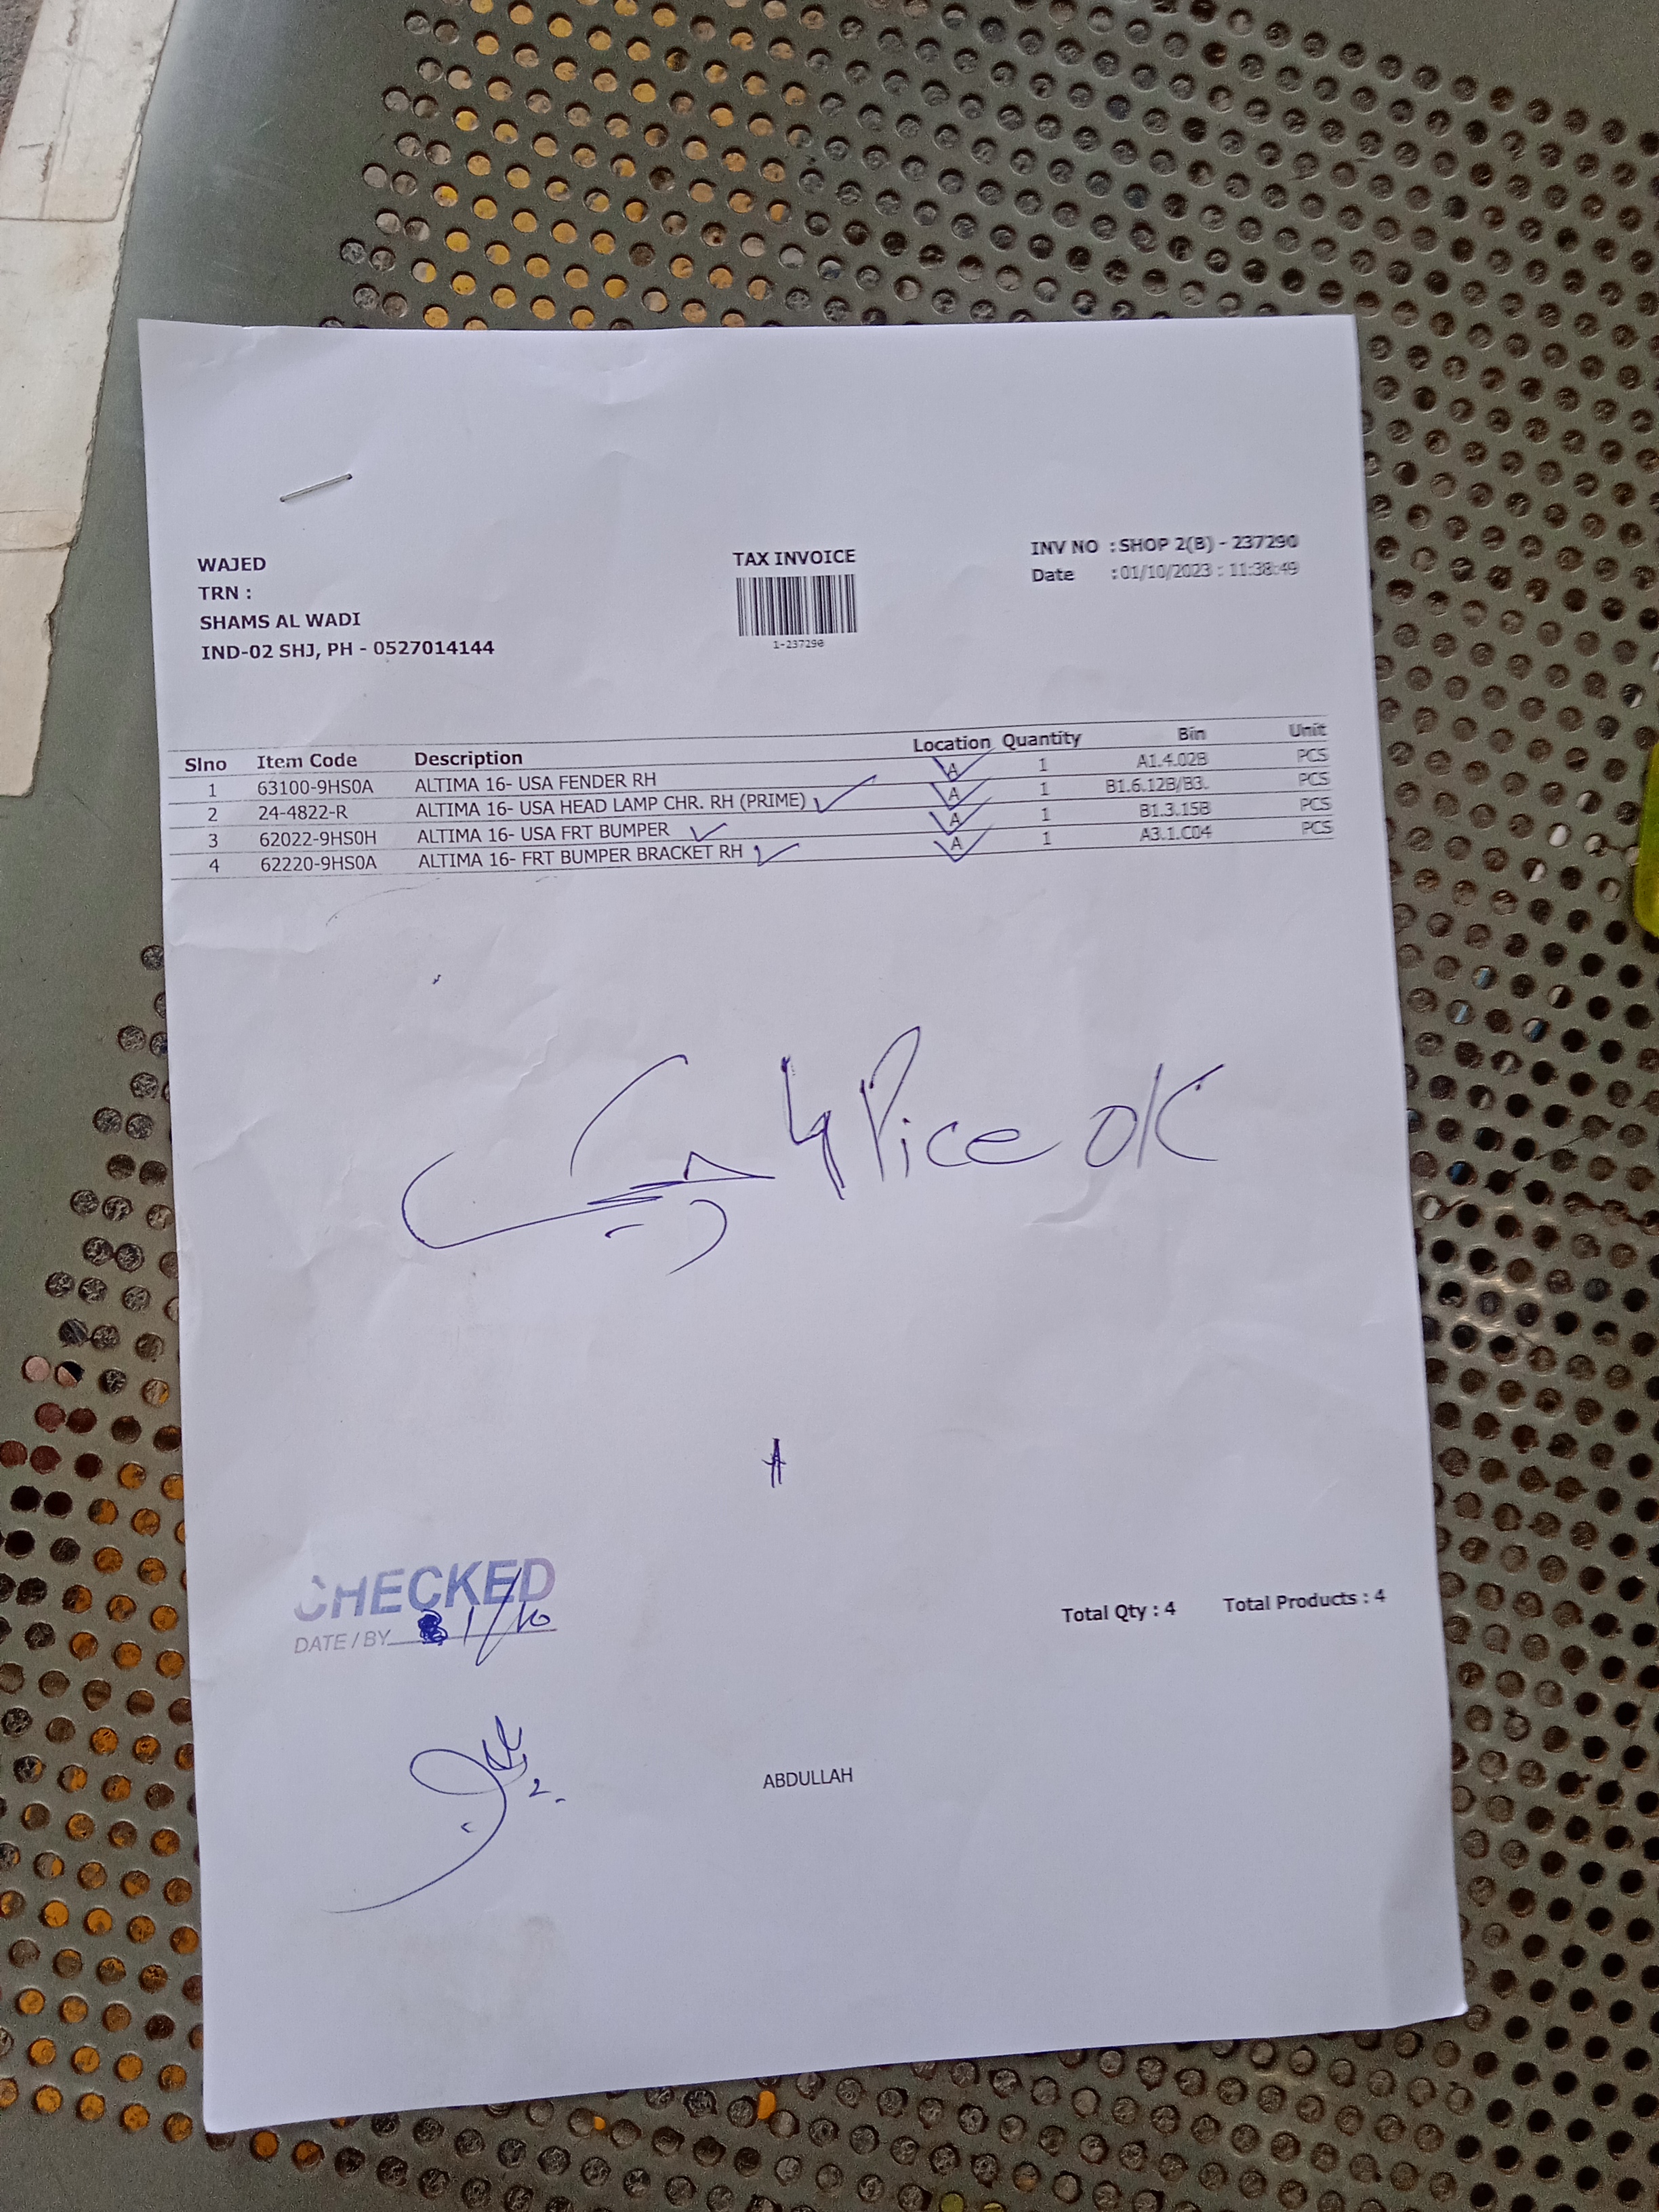 WAJED
TRN :
SHAMS AL WADI
IND-02 SHJ, PH - 0527014144
TAX INVOICE
1-237290
INV NO : SHOP 2(B) - 237290
Date : 01/10/2023 : 11:38:49
Slno Item Code Description Location Quantity Bin Unit
1 63100-9HS0A ALTIMA 16- USA FENDER RH A 1 A1.4.02B PCS
2 24-4822-R ALTIMA 16- USA HEAD LAMP CHR. RH (PRIME) A 1 B1.6.12B/B3. PCS
3 62022-9HS0H ALTIMA 16- USA FRT BUMPER A 1 B1.3.15B PCS
4 62220-9HS0A ALTIMA 16- FRT BUMPER BRACKET RH A 1 A3.1.C04 PCS
4 Pice OK
CHECKED
DATE / BY 1/10
Total Qty : 4 Total Products : 4
ABDULLAH